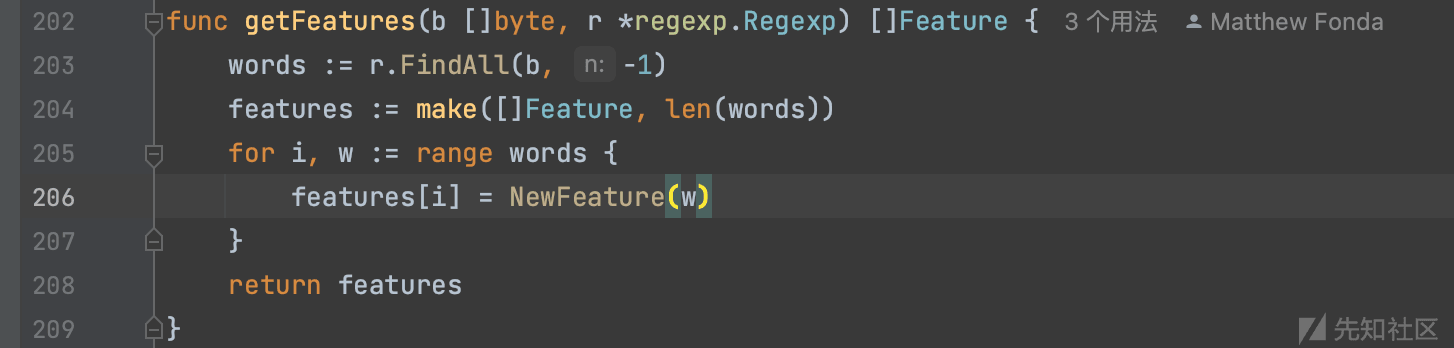 202 func getFeatures(b []byte, r *regexp.Regexp) []Feature { 3 个用法 Matthew Fonda
203     words := r.FindAll(b, n: -1)
204     features := make([]Feature, len(words))
205     for i, w := range words {
206         features[i] = NewFeature(w)
207     }
208     return features
209 }
先知社区